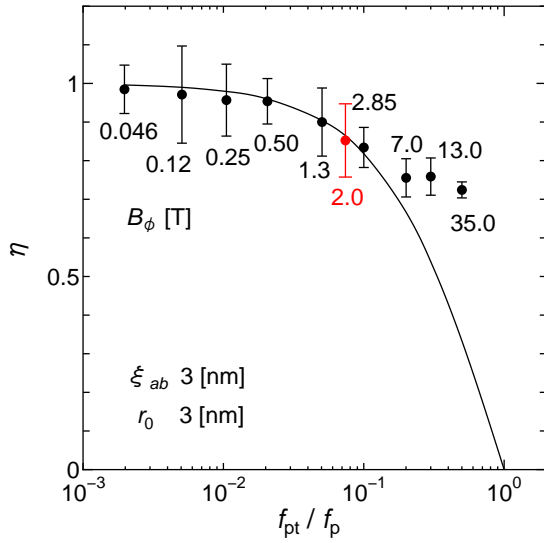 1
0.5
0
η
0.046
0.12
0.25
0.50
1.3
2.0
2.85
7.0
13.0
35.0
B_ϕ [T]
ξ_ab 3 [nm]
r_0 3 [nm]
10^−3 10^−2 10^−1 10^0
f_pt / f_p